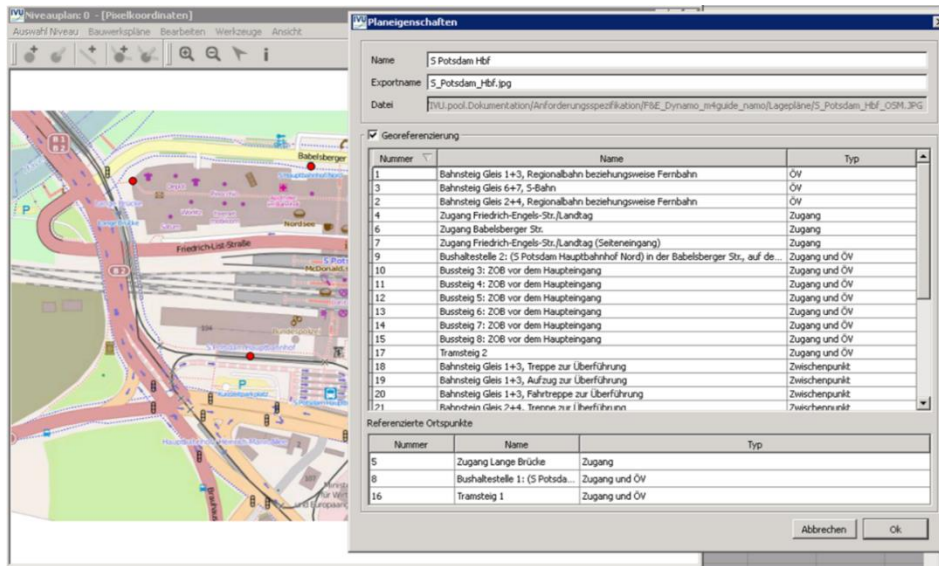 Niveauplan: 0 - [Pixelkoordinaten]
Auswahl Niveau Bauwerkspläne Bearbeiten Werkzeuge Ansicht
Babelsberger
Friedrich-List-Straße
McDonald
Nordsee
104
107
Planeigenschaften
Name S Potsdam Hbf
Exportname S_Potsdam_Hbf.jpg
Datei IVU.pool.Dokumentation/Anforderungsspezifikation/F&E_Dynamo_m4guide_namo/Lagepläne/S_Potsdam_Hbf_OSM.JPG
Georeferenzierung
Nummer Name Typ
1 Bahnsteig Gleis 1+3, Regionalbahn beziehungsweise Fernbahn ÖV
3 Bahnsteig Gleis 6+7, S-Bahn ÖV
2 Bahnsteig Gleis 2+4, Regionalbahn beziehungsweise Fernbahn ÖV
4 Zugang Friedrich-Engels-Str./Landtag Zugang
6 Zugang Babelsberger Str. Zugang
7 Zugang Friedrich-Engels-Str./Landtag (Seiteneingang) Zugang
9 Bushaltestelle 2: (S Potsdam Hauptbahnhof Nord) in der Babelsberger Str., auf de... Zugang und ÖV
10 Bussteig 3: ZOB vor dem Haupteingang Zugang und ÖV
11 Bussteig 4: ZOB vor dem Haupteingang Zugang und ÖV
12 Bussteig 5: ZOB vor dem Haupteingang Zugang und ÖV
13 Bussteig 6: ZOB vor dem Haupteingang Zugang und ÖV
14 Bussteig 7: ZOB vor dem Haupteingang Zugang und ÖV
15 Bussteig 8: ZOB vor dem Haupteingang Zugang und ÖV
17 Tramsteig 2 Zugang und ÖV
18 Bahnsteig Gleis 1+3, Treppe zur Überführung Zwischenpunkt
19 Bahnsteig Gleis 1+3, Aufzug zur Überführung Zwischenpunkt
20 Bahnsteig Gleis 1+3, Fahrtreppe zur Überführung Zwischenpunkt
21 Bahnsteig Gleis 2+4, Treppe zur Überführung Zwischenpunkt
Referenzierte Ortspunkte
Nummer Name Typ
5 Zugang Lange Brücke Zugang
8 Bushaltestelle 1: (S Potsda... Zugang und ÖV
16 Tramsteig 1 Zugang und ÖV
Abbrechen Ok